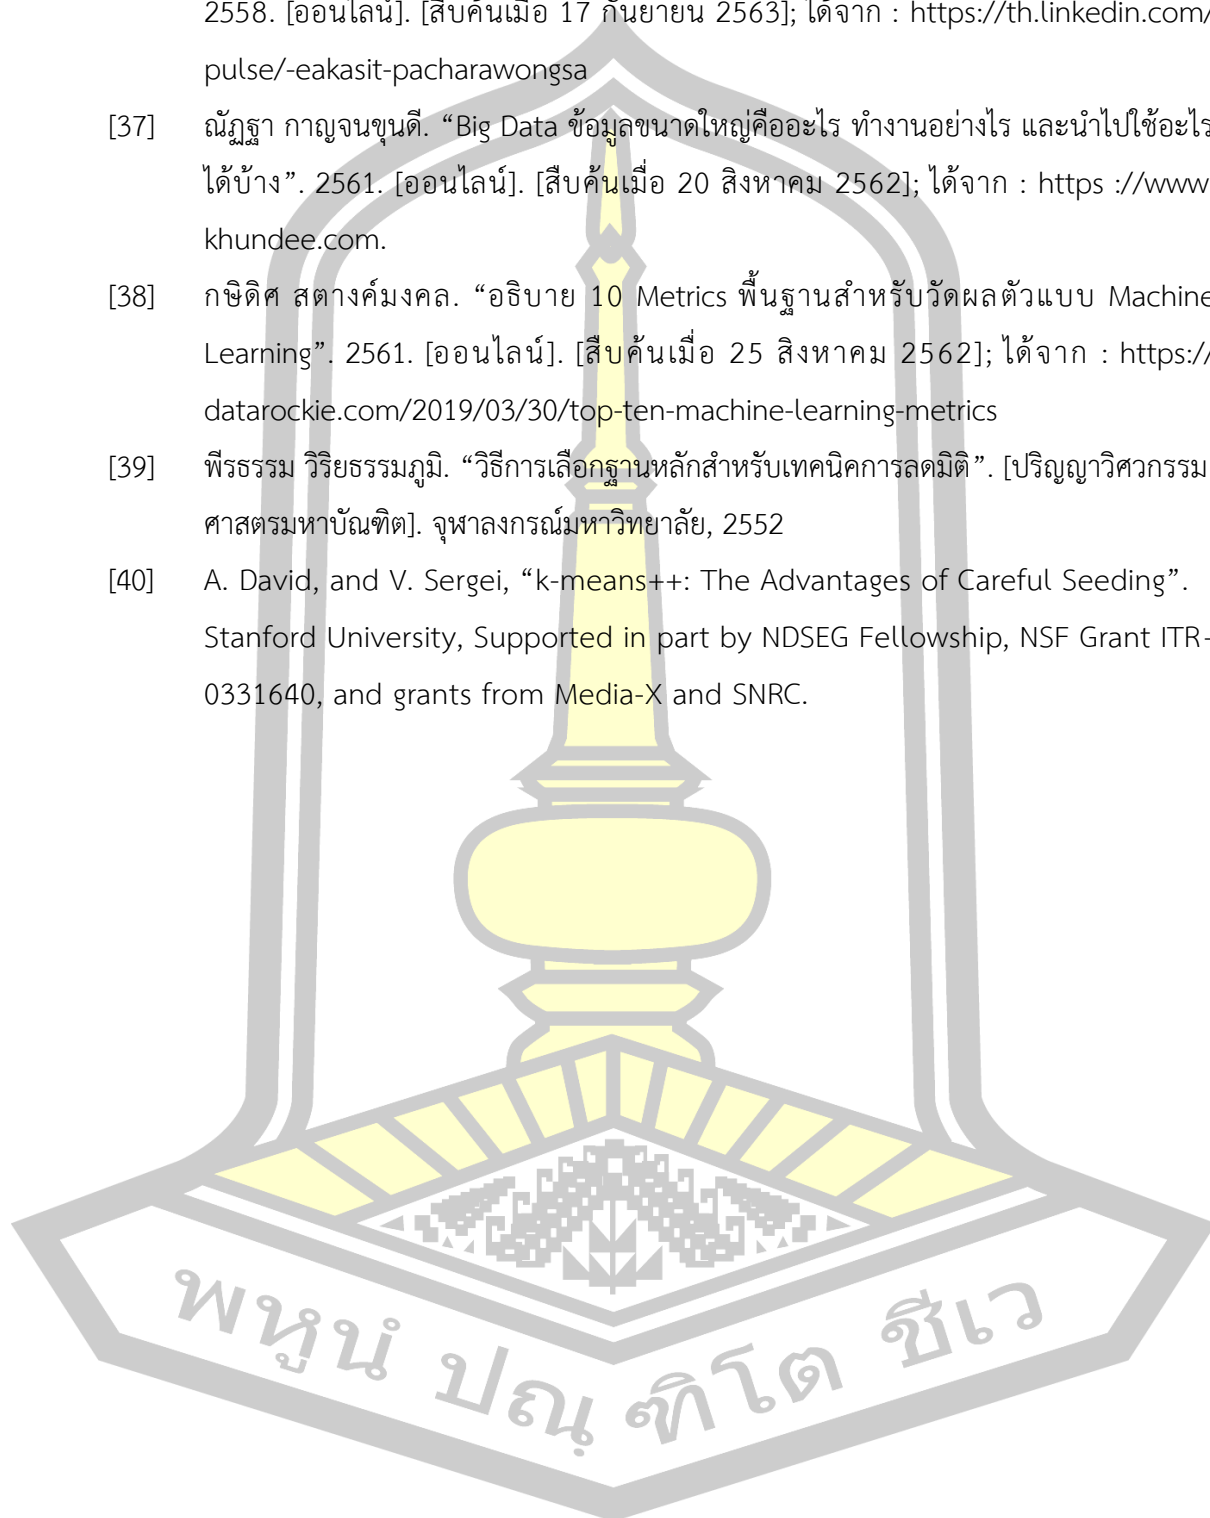 2558. [ออนไลน์]. [สืบค้นเมื่อ 17 กันยายน 2563]; ได้จาก : https://th.linkedin.com/
pulse/-eakasit-pacharawongsa
[37] ณัฏฐา กาญจนขุนดี. “Big Data ข้อมูลขนาดใหญ่คืออะไร ทำงานอย่างไร และนำไปใช้อะไร
ได้บ้าง”. 2561. [ออนไลน์]. [สืบค้นเมื่อ 20 สิงหาคม 2562]; ได้จาก : https ://www
khundee.com.
[38] กษิดิศ สตางค์มงคล. “อธิบาย 10 Metrics พื้นฐานสำหรับวัดผลตัวแบบ Machine
Learning”. 2561. [ออนไลน์]. [สืบค้นเมื่อ 25 สิงหาคม 2562]; ได้จาก : https://
datarockie.com/2019/03/30/top-ten-machine-learning-metrics
[39] พีรธรรม วิริยธรรมภูมิ. “วิธีการเลือกฐานหลักสำหรับเทคนิคการลดมิติ”. [ปริญญาวิศวกรรม
ศาสตรมหาบัณฑิต]. จุฬาลงกรณ์มหาวิทยาลัย, 2552
[40] A. David, and V. Sergei, “k-means++: The Advantages of Careful Seeding”.
Stanford University, Supported in part by NDSEG Fellowship, NSF Grant ITR-
0331640, and grants from Media-X and SNRC.
พหูนํ ปณฺฑิโต ชีเว